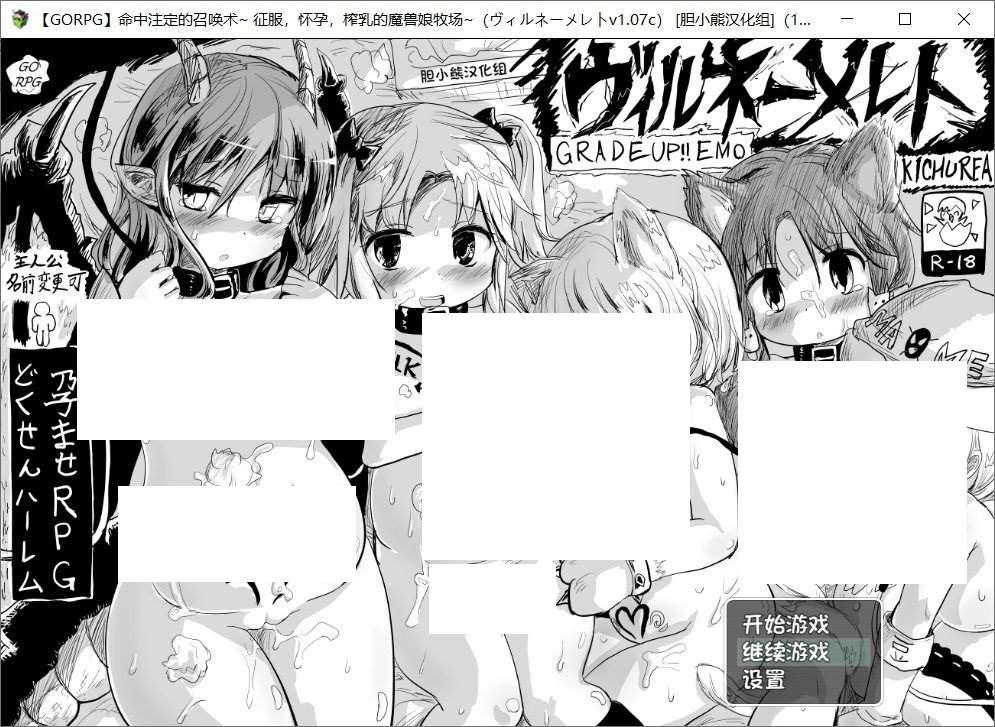 【GORPG】命中注定的召唤术~ 征服，怀孕，榨乳的魔兽娘牧场~（ヴィルネーメレトv1.07c） [胆小熊汉化组]（1...
GO
RPG
胆小熊汉化组
ヴィルネーメレト
GRADEUP!! EMO
KICHUREA
R-18
主人公
名前変更可
孕ませRPG
どくせんハーレム
开始游戏
继续游戏
设置